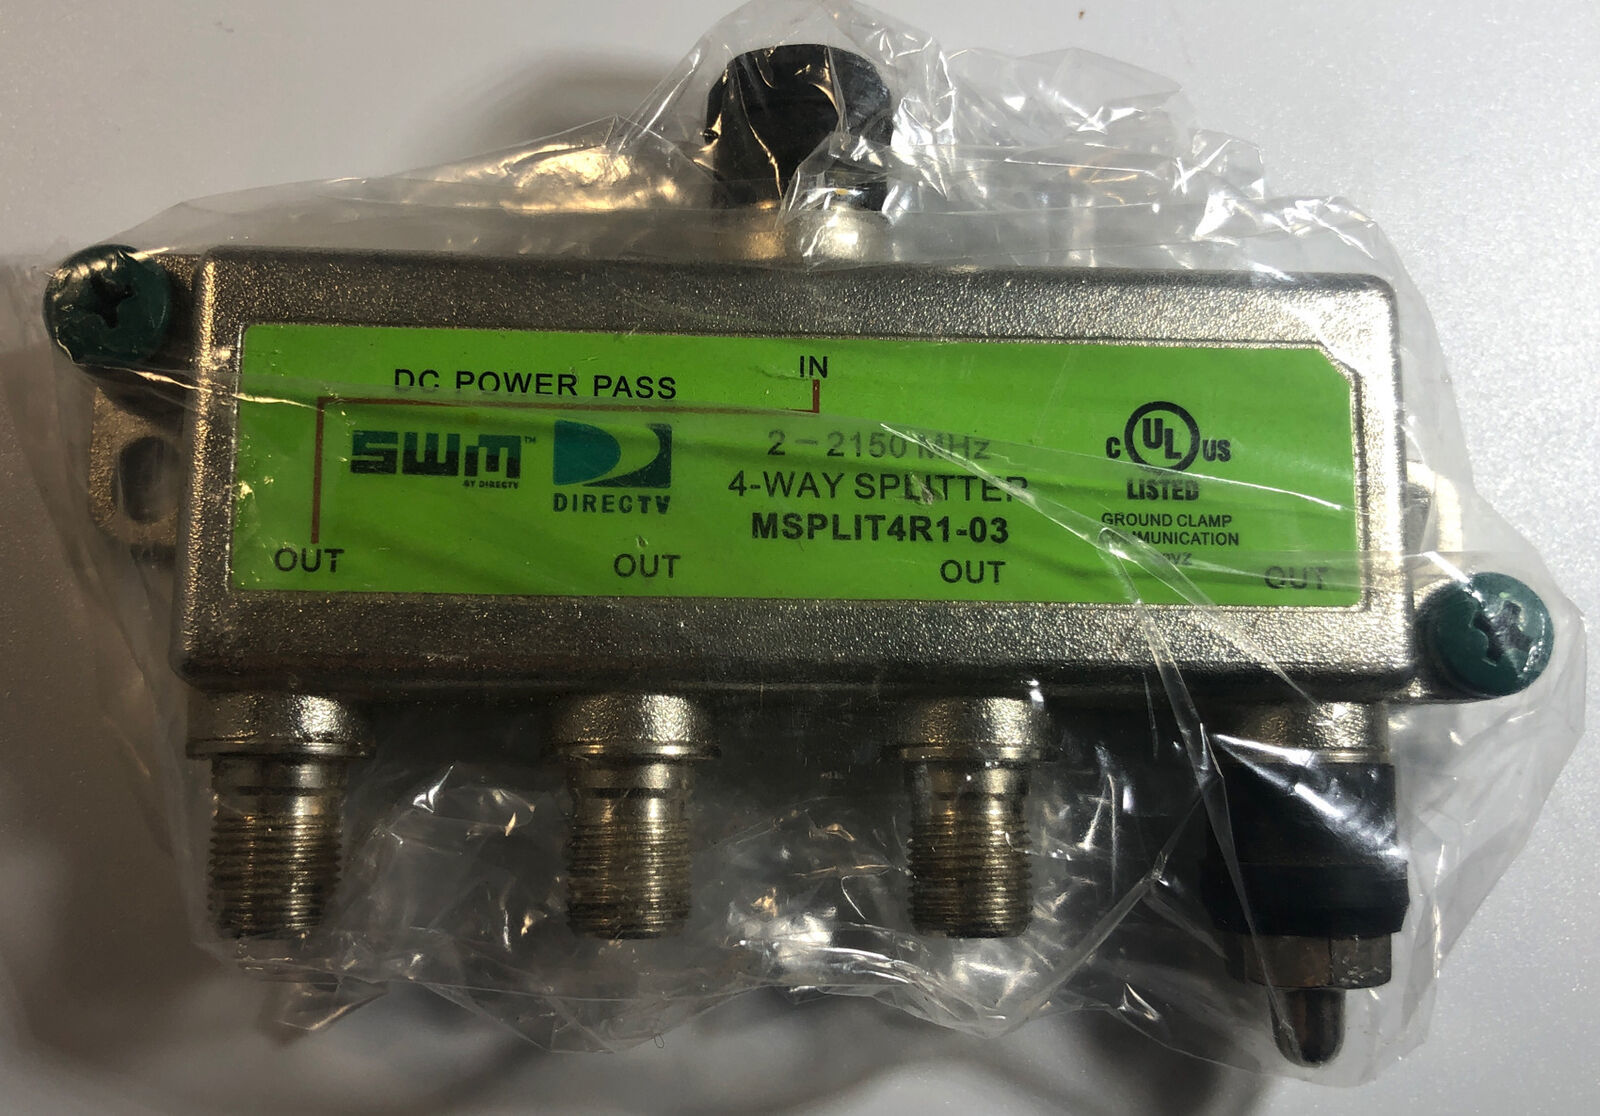 IN
DC POWER PASS
SWM™
BY DIRECTV
DIRECTV
2-2150 MHz
4-WAY SPLITTER
MSPLIT4R1-03
C UL US
LISTED
GROUND CLAMP
COMMUNICATION
OUT OUT OUT OUT